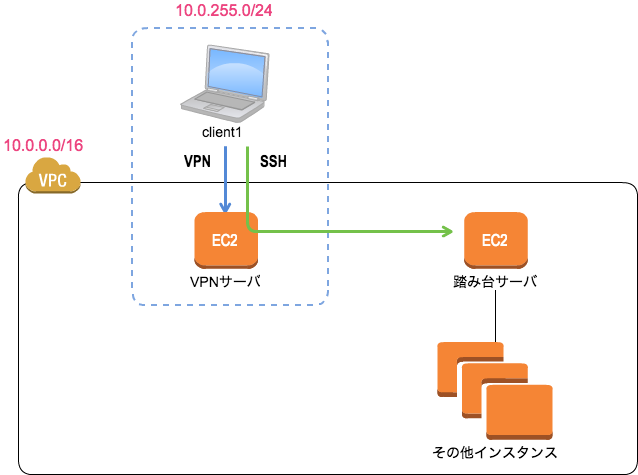 10.0.255.0/24
client1
10.0.0.0/16
VPN
SSH
VPC
EC2
EC2
VPNサーバ
踏み台サーバ
その他インスタンス